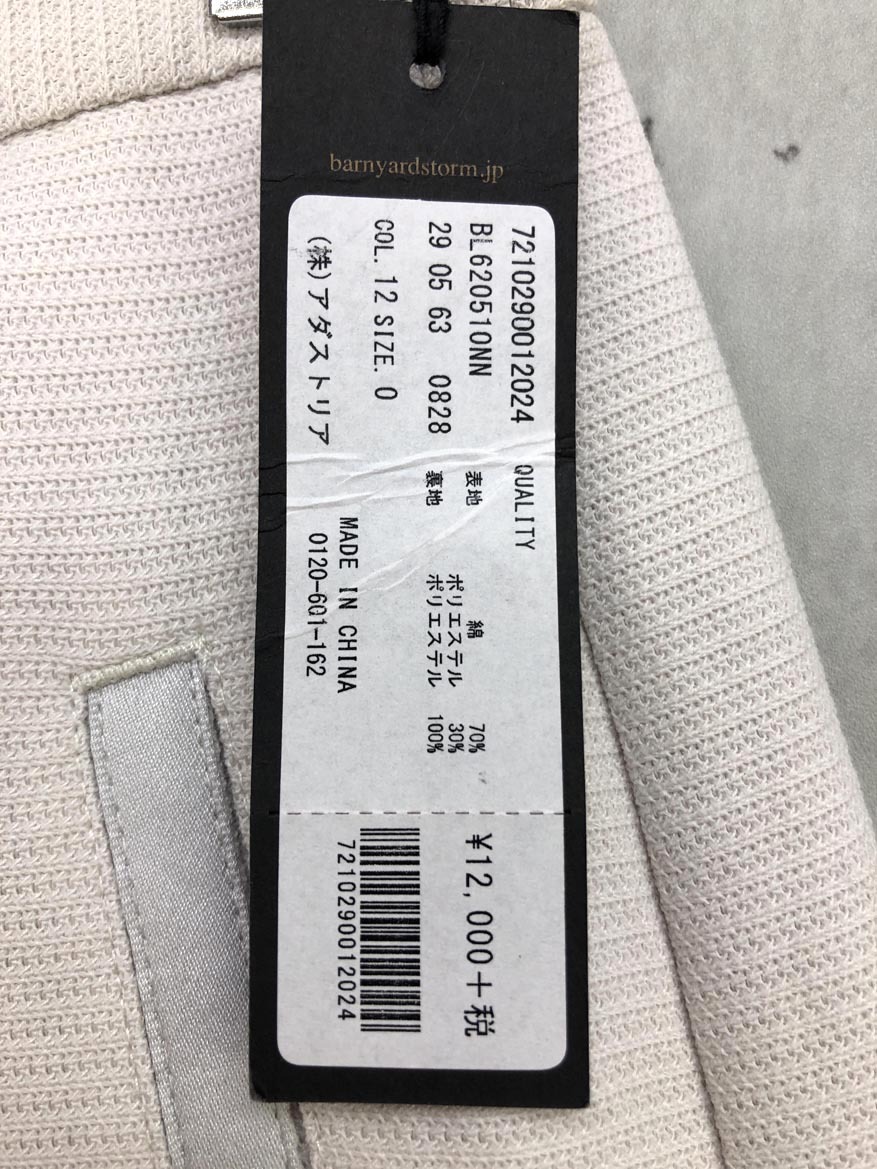 barnyardstorm.jp
7210290012024
BL620510NN
29 05 63 0828
COL. 12 SIZE. 0
(株)アダストリア
QUALITY
表地 綿 70%
ポリエステル 30%
裏地 ポリエステル 100%
MADE IN CHINA
0120-601-162
¥12,000+税
7210290012024